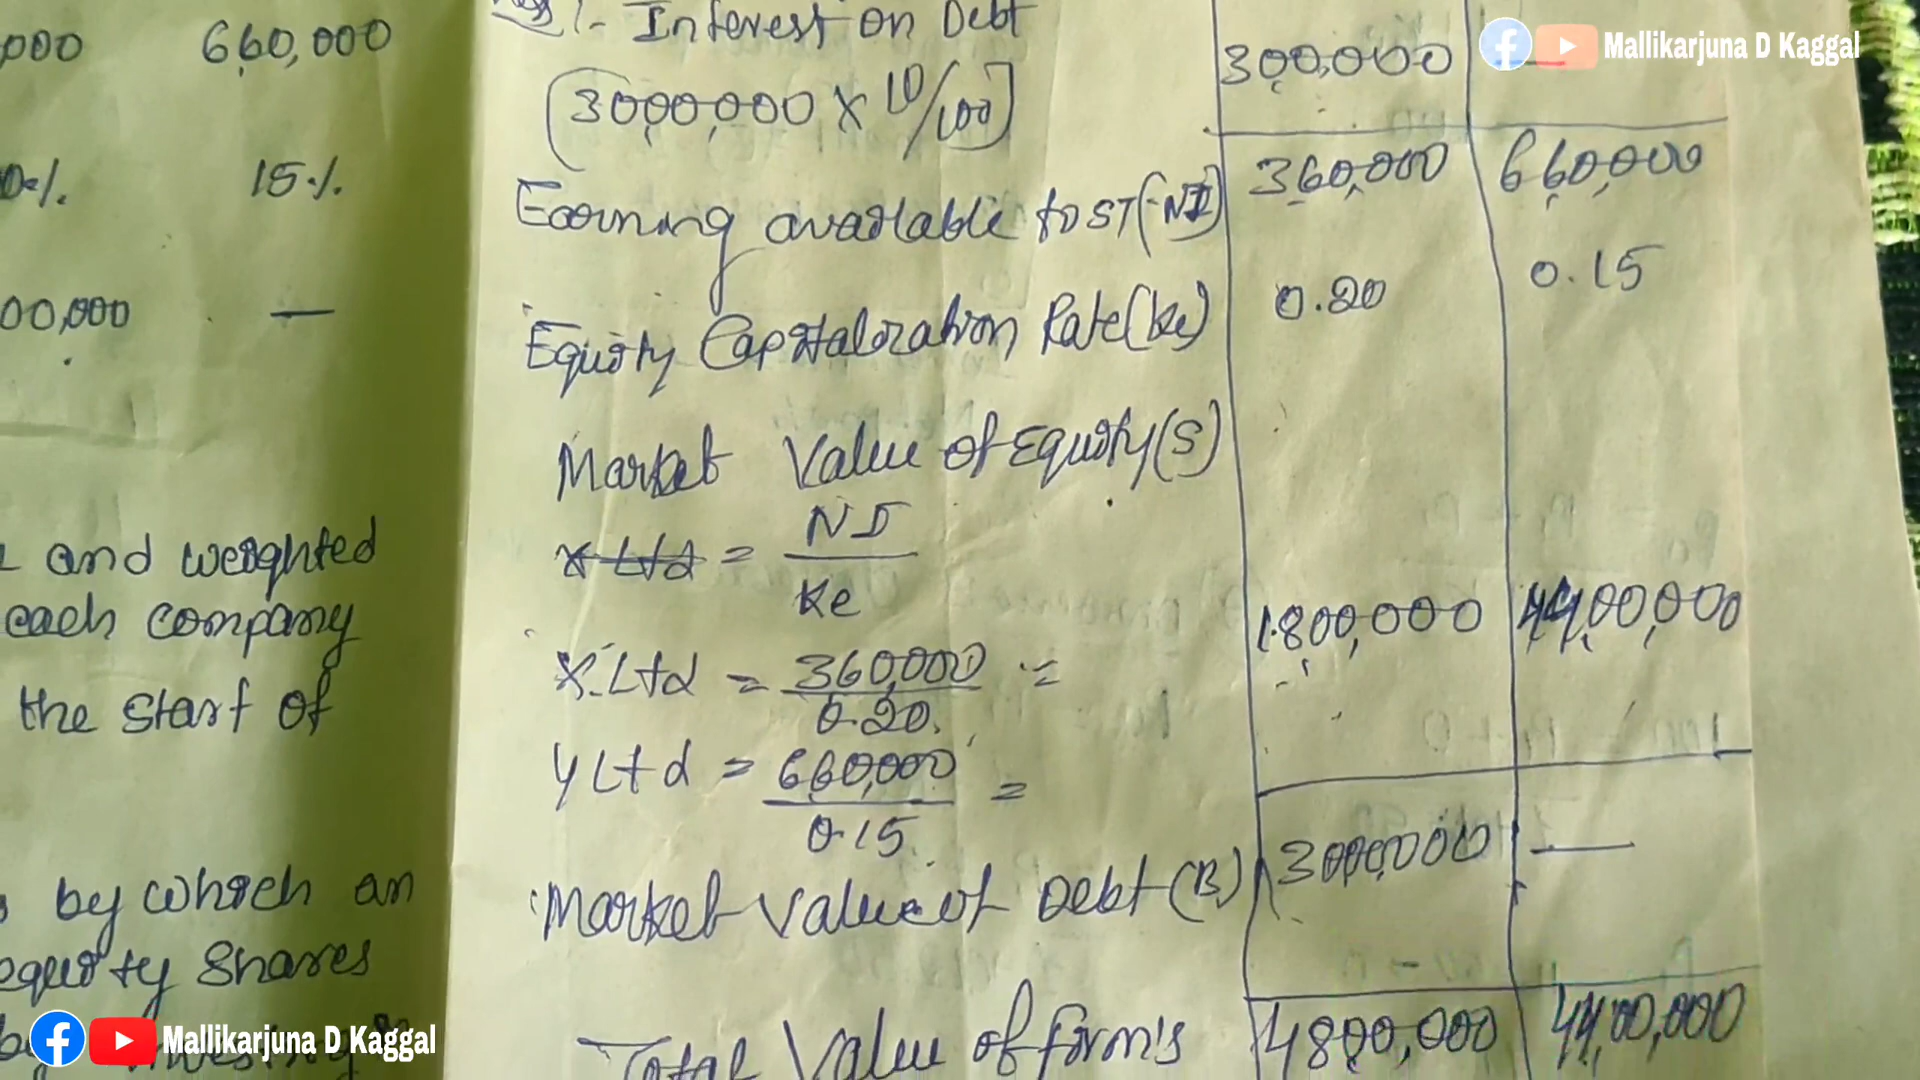 ,000 660,000
0% 15%
00,000 —
and weighted
each company
the start of
by which an
equity shares
Less:- Interest on Debt 300,000 —
(3000,000 x 10/100)
Earning available to ST(-NI) 360,000 660,000
Equity Capitalization Rate(Ke) 0.20 0.15
Market Value of Equity(S)
X Ltd = NI
Ke
1800,000 4400,000
X.Ltd = 360,000 =
0.20
Y Ltd = 660,000 =
0.15
Market Value of Debt (B) 3000,000 —
Total Value of firm's 4800,000 4400,000
Mallikarjuna D Kaggal
Mallikarjuna D Kaggal